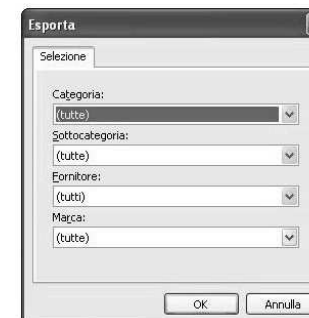 Esporta
Selezione
Categoria:
(tutte)
Sottocategoria:
(tutte)
Fornitore:
(tutti)
Marca:
(tutte)
OK Annulla